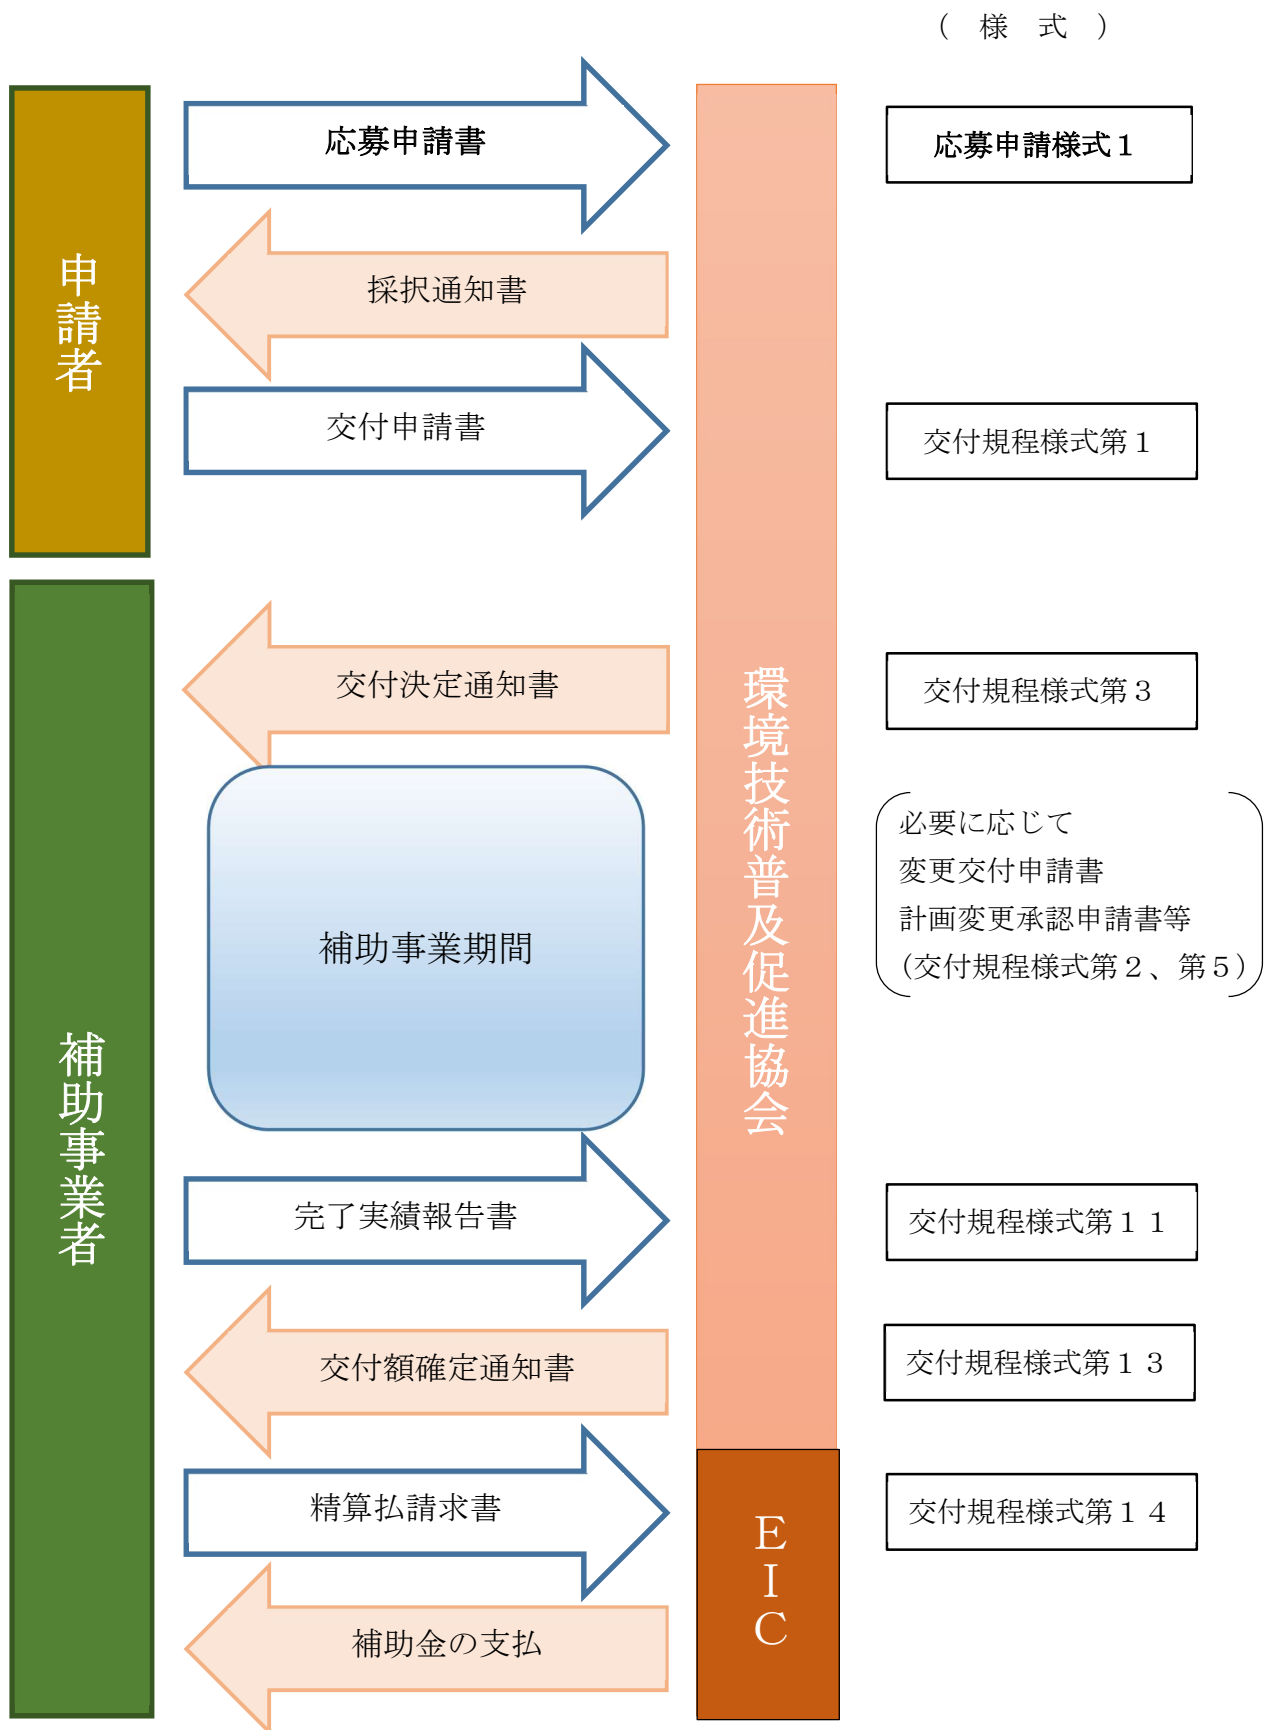 （　様　式　）
応募申請書
応募申請様式１
採択通知書
申請者
交付申請書
交付規程様式第１
交付決定通知書
交付規程様式第３
環境技術普及促進協会
必要に応じて
変更交付申請書
計画変更承認申請書等
（交付規程様式第２、第５）
補助事業期間
補助事業者
完了実績報告書
交付規程様式第１１
交付額確定通知書
交付規程様式第１３
精算払請求書
交付規程様式第１４
ＥＩＣ
補助金の支払